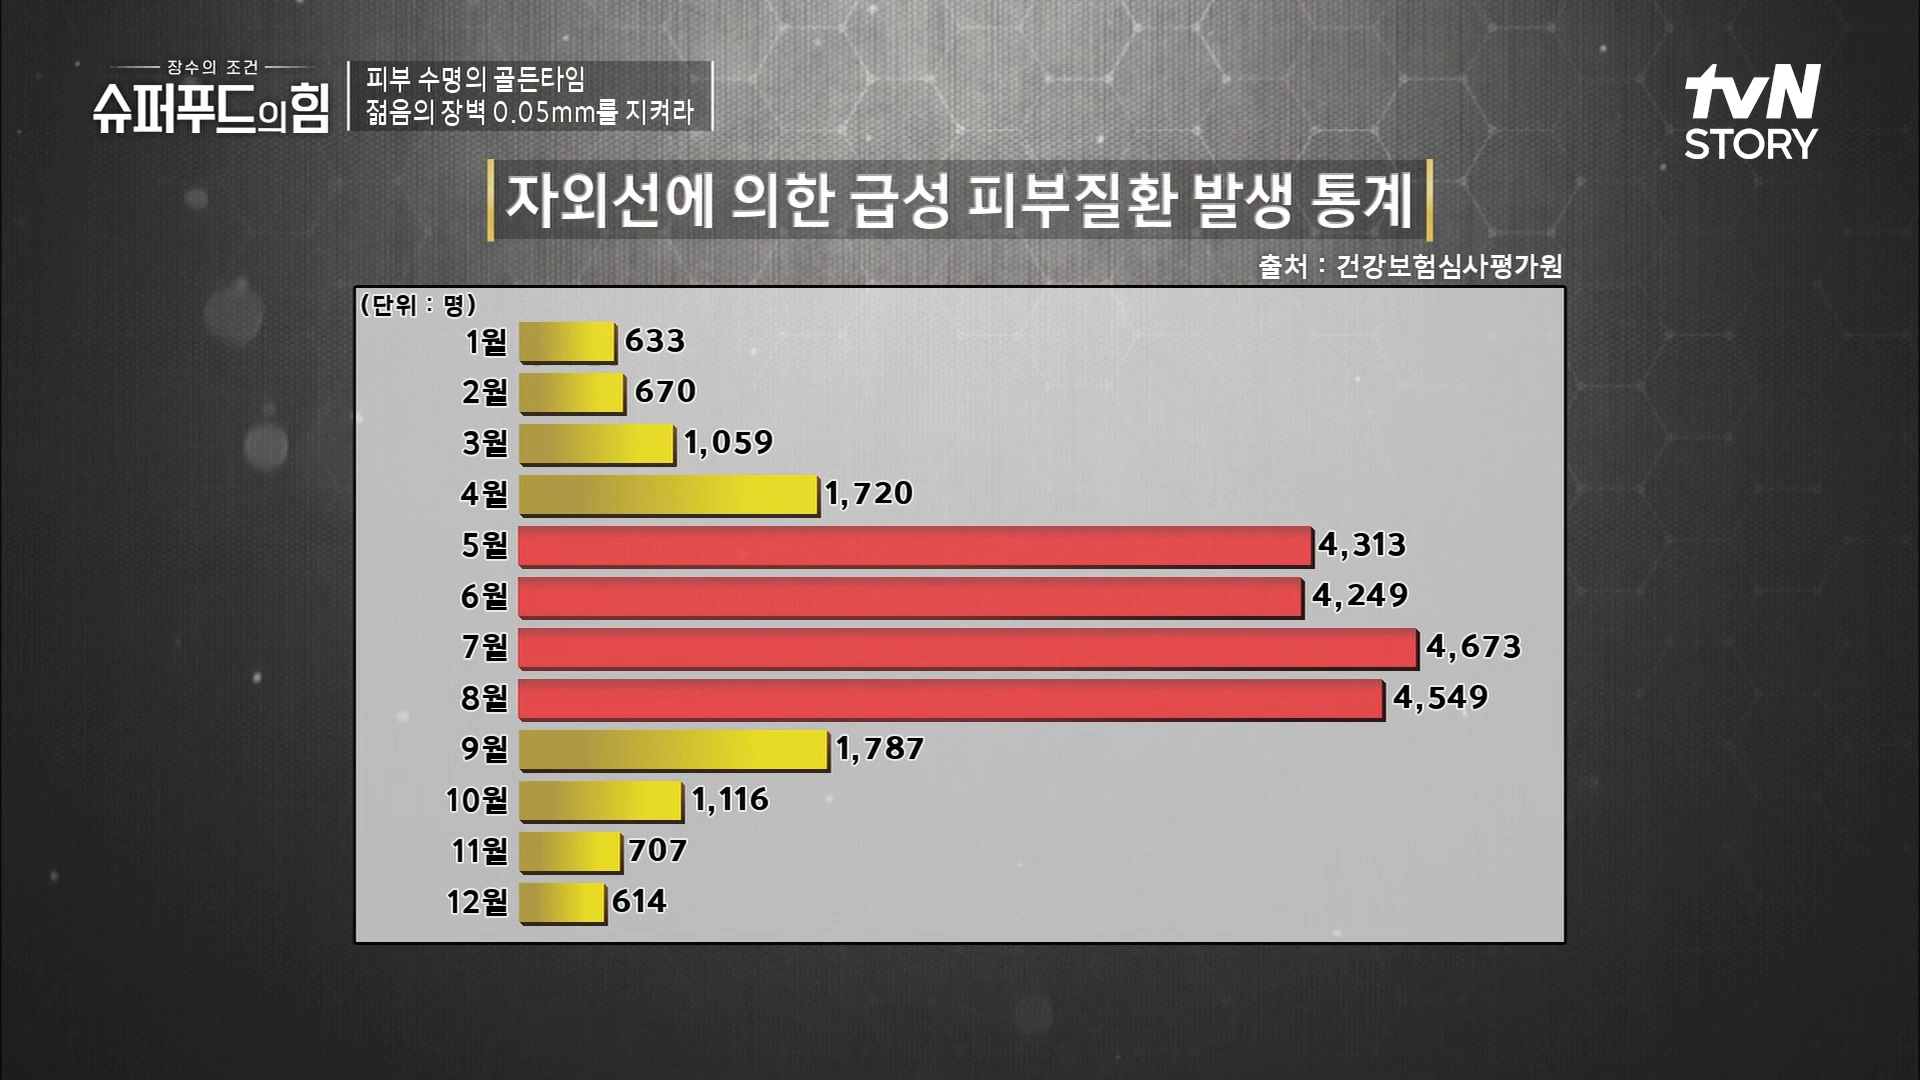 장수의 조건
슈퍼푸드의힘
피부 수명의 골든타임
젊음의 장벽 0.05mm를 지켜라
tvN
STORY
자외선에 의한 급성 피부질환 발생 통계
출처 : 건강보험심사평가원
(단위 : 명)
1월 633
2월 670
3월 1,059
4월 1,720
5월 4,313
6월 4,249
7월 4,673
8월 4,549
9월 1,787
10월 1,116
11월 707
12월 614